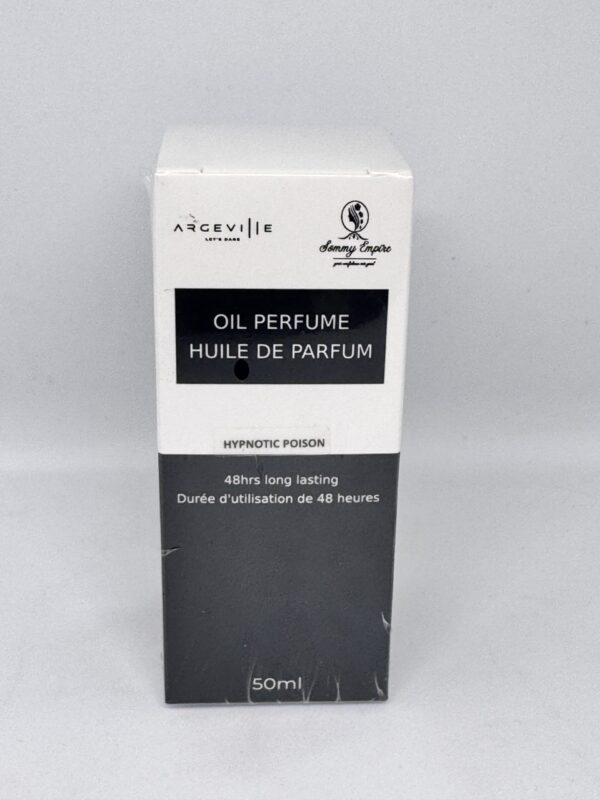 ARGEVILLE
LET'S DARE
Sommy Empire
OIL PERFUME
HUILE DE PARFUM
HYPNOTIC POISON
48hrs long lasting
Durée d'utilisation de 48 heures
50ml